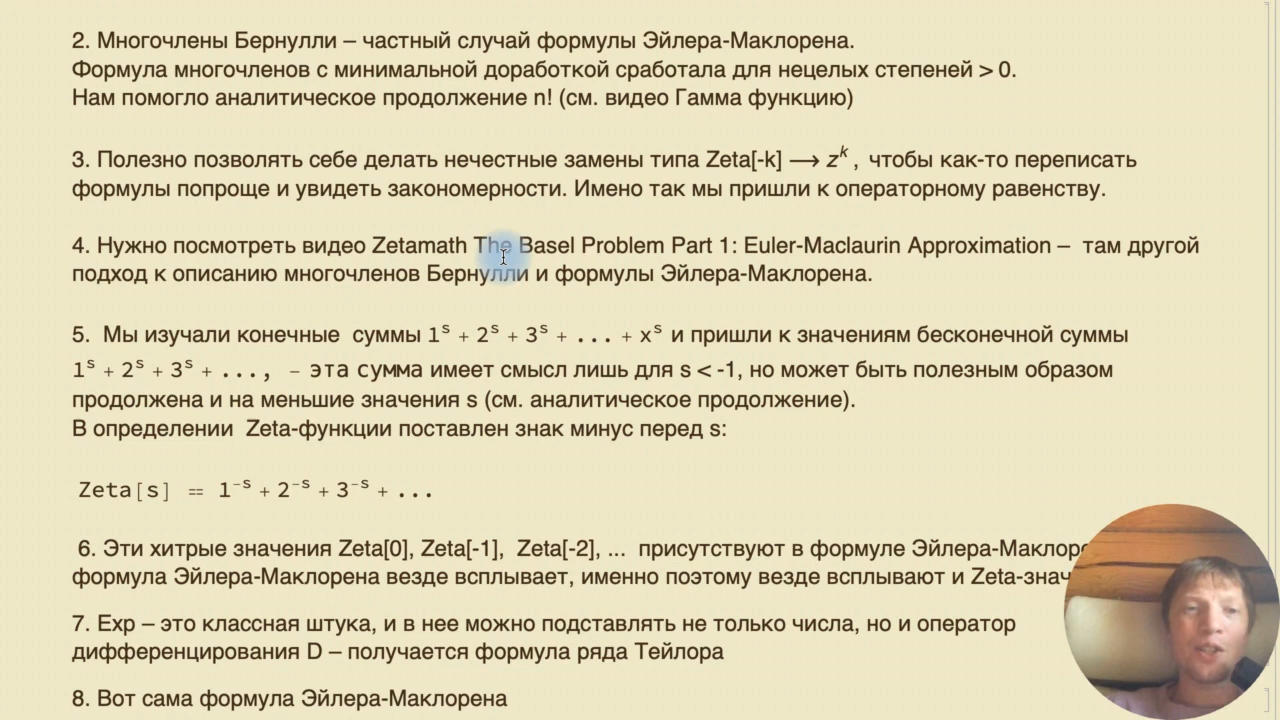 2. Многочлены Бернулли – частный случай формулы Эйлера-Маклорена.
Формула многочленов с минимальной доработкой сработала для нецелых степеней > 0.
Нам помогло аналитическое продолжение n! (см. видео Гамма функцию)
3. Полезно позволять себе делать нечестные замены типа Zeta[-k] ⟶ z^k , чтобы как-то переписать
формулы попроще и увидеть закономерности. Имено так мы пришли к операторному равенству.
4. Нужно посмотреть видео Zetamath The Basel Problem Part 1: Euler-Maclaurin Approximation – там другой
подход к описанию многочленов Бернулли и формулы Эйлера-Маклорена.
5. Мы изучали конечные суммы 1^s + 2^s + 3^s + ... + x^s и пришли к значениям бесконечной суммы
1^s + 2^s + 3^s + ..., – эта сумма имеет смысл лишь для s < -1, но может быть полезным образом
продолжена и на меньшие значения s (см. аналитическое продолжение).
В определении Zeta-функции поставлен знак минус перед s:
Zeta[s] == 1^-s + 2^-s + 3^-s + ...
6. Эти хитрые значения Zeta[0], Zeta[-1], Zeta[-2], ... присутствуют в формуле Эйлера-Маклоре
формула Эйлера-Маклорена везде всплывает, именно поэтому везде всплывают и Zeta-знач
7. Exp – это классная штука, и в нее можно подставлять не только числа, но и оператор
дифференцирования D – получается формула ряда Тейлора
8. Вот сама формула Эйлера-Маклорена